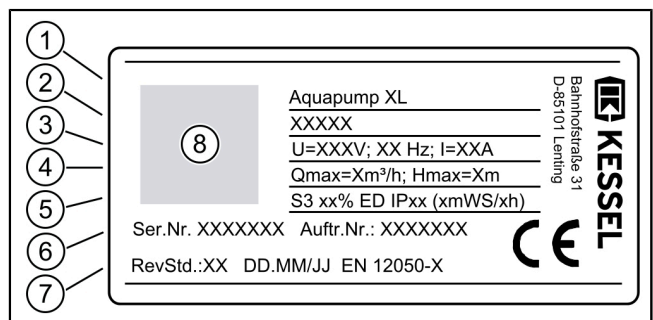 1
2
3
4
5
6
7
8
Aquapump XL
XXXXX
U=XXXV; XX Hz; I=XXA
Qmax=Xm³/h; Hmax=Xm
S3 xx% ED IPxx (xmWS/xh)
Ser.Nr. XXXXXXX Auftr.Nr.: XXXXXXX
RevStd.:XX DD.MM/JJ EN 12050-X
CE
Bahnhofstraße 31
D-85101 Lenting
KESSEL